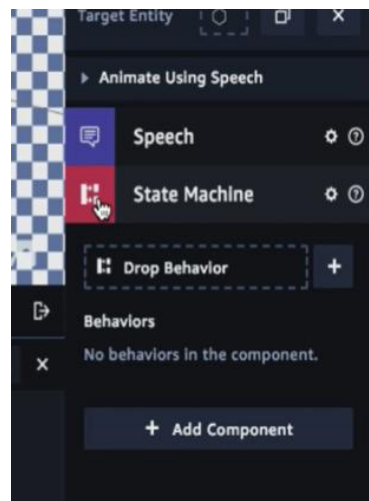 Target Entity
Animate Using Speech
Speech
State Machine
Drop Behavior
Behaviors
No behaviors in the component.
+ Add Component